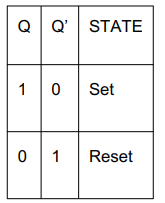 Q Q’ STATE
1 0 Set
0 1 Reset